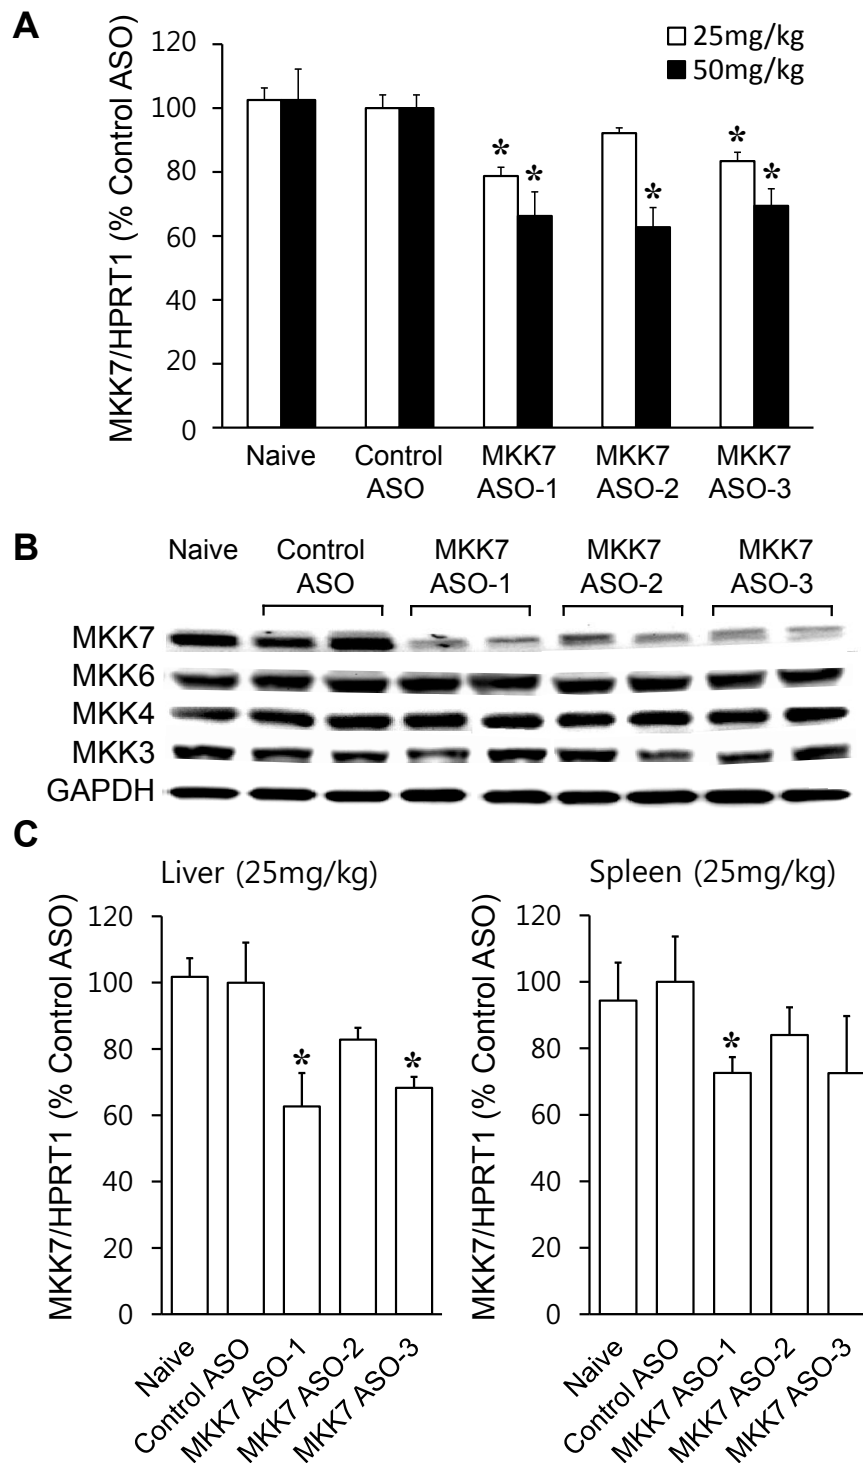 A
MKK7/HPRT1 (% Control ASO)
120
100
80
60
40
20
0
25mg/kg
50mg/kg
* * * * *
Naive Control ASO MKK7 ASO-1 MKK7 ASO-2 MKK7 ASO-3
B
Naive Control ASO MKK7 ASO-1 MKK7 ASO-2 MKK7 ASO-3
MKK7
MKK6
MKK4
MKK3
GAPDH
C
Liver (25mg/kg)
MKK7/HPRT1 (% Control ASO)
120
100
80
60
40
20
0
* *
Naive
Control ASO
MKK7 ASO-1
MKK7 ASO-2
MKK7 ASO-3
Spleen (25mg/kg)
MKK7/HPRT1 (% Control ASO)
120
100
80
60
40
20
0
*
Naive
Control ASO
MKK7 ASO-1
MKK7 ASO-2
MKK7 ASO-3